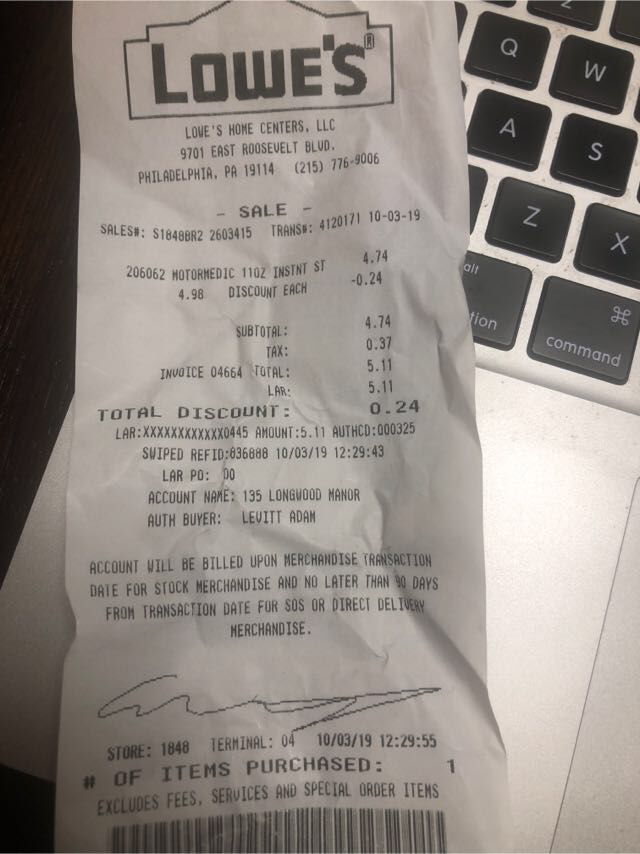 LOWE'S®
LOWE'S HOME CENTERS, LLC
9701 EAST ROOSEVELT BLVD.
PHILADELPHIA, PA 19114 (215) 776-9006
- SALE -
SALES#: S1848BR2 2603415 TRANS#: 4120171 10-03-19
206062 MOTORMEDIC 11OZ INSTNT ST 4.74
4.98 DISCOUNT EACH -0.24
SUBTOTAL: 4.74
TAX: 0.37
INVOICE 04664 TOTAL: 5.11
LAR: 5.11
TOTAL DISCOUNT: 0.24
LAR:XXXXXXXXXXXX0445 AMOUNT:5.11 AUTHCD:000325
SWIPED REFID:836888 10/03/19 12:29:43
LAR PO: 00
ACCOUNT NAME: 135 LONGWOOD MANOR
AUTH BUYER: LEVITT ADAM
ACCOUNT WILL BE BILLED UPON MERCHANDISE TRANSACTION
DATE FOR STOCK MERCHANDISE AND NO LATER THAN 90 DAYS
FROM TRANSACTION DATE FOR SOS OR DIRECT DELIVERY
MERCHANDISE.
STORE: 1848 TERMINAL: 04 10/03/19 12:29:55
# OF ITEMS PURCHASED: 1
EXCLUDES FEES, SERVICES AND SPECIAL ORDER ITEMS
Q
W
A
S
Z
X
alt
tion
⌘
command